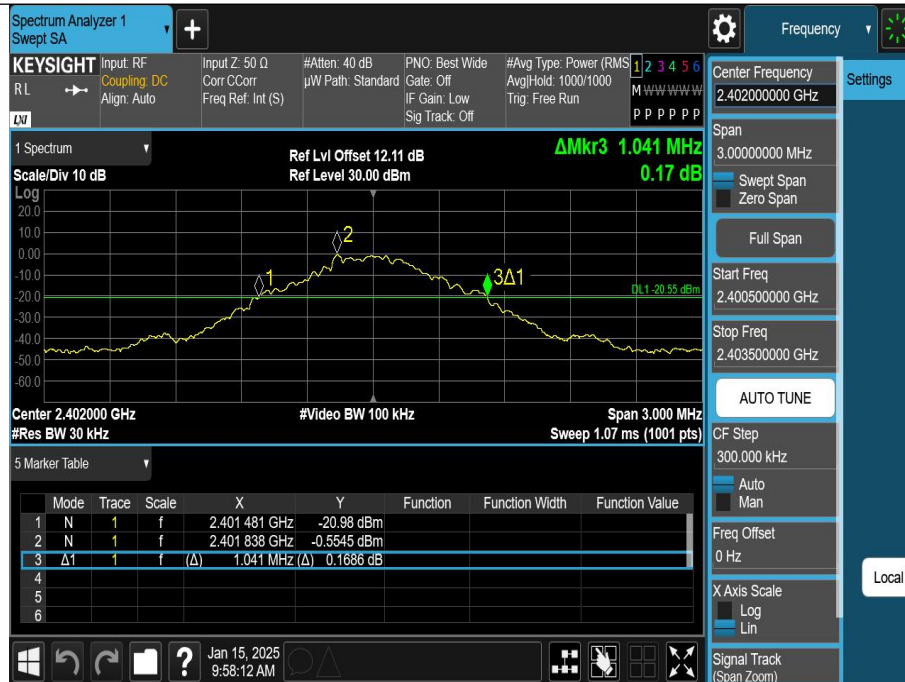 Spectrum Analyzer 1
Swept SA
+
Frequency
KEYSIGHT
RL
LXI
Input: RF
Coupling: DC
Align: Auto
Input Z: 50 Ω
Corr CCorr
Freq Ref: Int (S)
#Atten: 40 dB
µW Path: Standard
PNO: Best Wide
Gate: Off
IF Gain: Low
Sig Track: Off
#Avg Type: Power (RMS
Avg|Hold: 1000/1000
Trig: Free Run
1 2 3 4 5 6
M W W W W W
P P P P P P
1 Spectrum
Scale/Div 10 dB
Ref Lvl Offset 12.11 dB
Ref Level 30.00 dBm
ΔMkr3 1.041 MHz
0.17 dB
Log
20.0
10.0
0.00
-10.0
-20.0
-30.0
-40.0
-50.0
-60.0
1
2
3Δ1
DL1 -20.55 dBm
Center 2.402000 GHz
#Res BW 30 kHz
#Video BW 100 kHz
Span 3.000 MHz
Sweep 1.07 ms (1001 pts)
5 Marker Table
Mode Trace Scale X Y Function Function Width Function Value
1 N 1 f 2.401 481 GHz -20.98 dBm
2 N 1 f 2.401 838 GHz -0.5545 dBm
3 Δ1 1 f (Δ) 1.041 MHz (Δ) 0.1686 dB
4
5
6
?
Jan 15, 2025
9:58:12 AM
Center Frequency
2.402000000 GHz
Settings
Span
3.00000000 MHz
Swept Span
Zero Span
Full Span
Start Freq
2.400500000 GHz
Stop Freq
2.403500000 GHz
AUTO TUNE
CF Step
300.000 kHz
Auto
Man
Freq Offset
0 Hz
Local
X Axis Scale
Log
Lin
Signal Track
(Span Zoom)